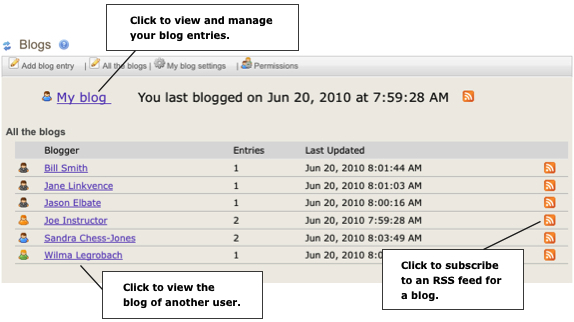 Click to view and manage
your blog entries.
Blogs ?
Add blog entry | All the blogs | My blog settings | Permissions
My blog You last blogged on Jun 20, 2010 at 7:59:28 AM
All the blogs
Blogger Entries Last Updated
Bill Smith 1 Jun 20, 2010 8:01:44 AM
Jane Linkvence 1 Jun 20, 2010 8:01:03 AM
Jason Elbate 1 Jun 20, 2010 8:00:16 AM
Joe Instructor 2 Jun 20, 2010 7:59:28 AM
Sandra Chess-Jones 2 Jun 20, 2010 8:03:49 AM
Wilma Legrobach 1 Jun 20, 2010
Click to subscribe
to an RSS feed for
a blog.
Click to view the
blog of another user.